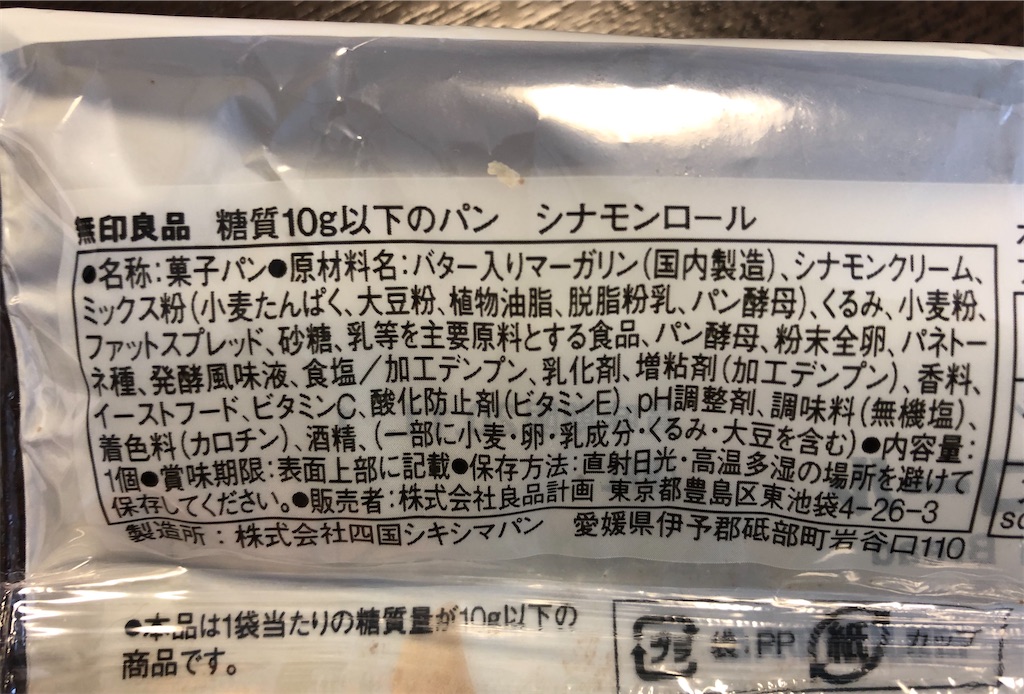 無印良品 糖質10g以下のパン シナモンロール
●名称:菓子パン●原材料名:バター入りマーガリン(国内製造)、シナモンクリーム、
ミックス粉(小麦たんぱく、大豆粉、植物油脂、脱脂粉乳、パン酵母)、くるみ、小麦粉、
ファットスプレッド、砂糖、乳等を主要原料とする食品、パン酵母、粉末全卵、パネトー
ネ種、発酵風味液、食塩/加工デンプン、乳化剤、増粘剤(加工デンプン)、香料、
イーストフード、ビタミンC、酸化防止剤(ビタミンE)、pH調整剤、調味料(無機塩)、
着色料(カロチン)、酒精、(一部に小麦・卵・乳成分・くるみ・大豆を含む)●内容量:
1個●賞味期限:表面上部に記載●保存方法:直射日光・高温多湿の場所を避けて
保存してください。●販売者:株式会社良品計画 東京都豊島区東池袋4-26-3
製造所:株式会社四国シキシマパン 愛媛県伊予郡砥部町岩谷口110
●本品は1袋当たりの糖質量が10g以下の
商品です。
プラ 袋:PP 紙 カップ